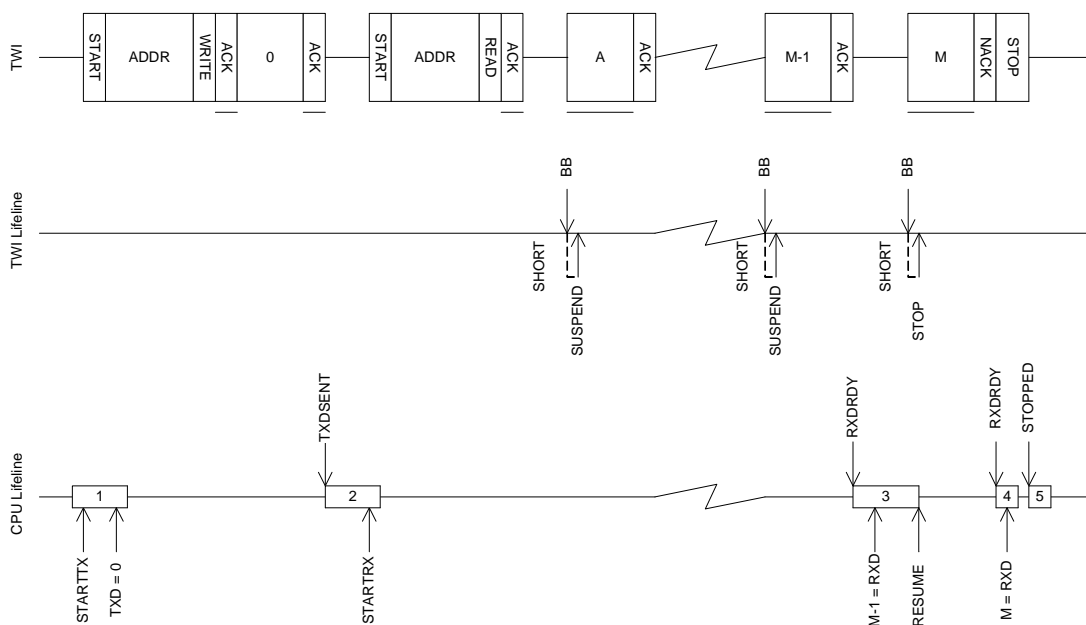 TWI
START
ADDR
WRITE
ACK
0
ACK
START
ADDR
READ
ACK
A
ACK
M-1
ACK
M
NACK
STOP
TWI Lifeline
BB
SHORT
SUSPEND
BB
SHORT
SUSPEND
BB
SHORT
STOP
CPU Lifeline
1
STARTTX
TXD = 0
TXDSENT
2
STARTRX
RXDRDY
3
M-1 = RXD
RESUME
RXDRDY
4
M = RXD
STOPPED
5